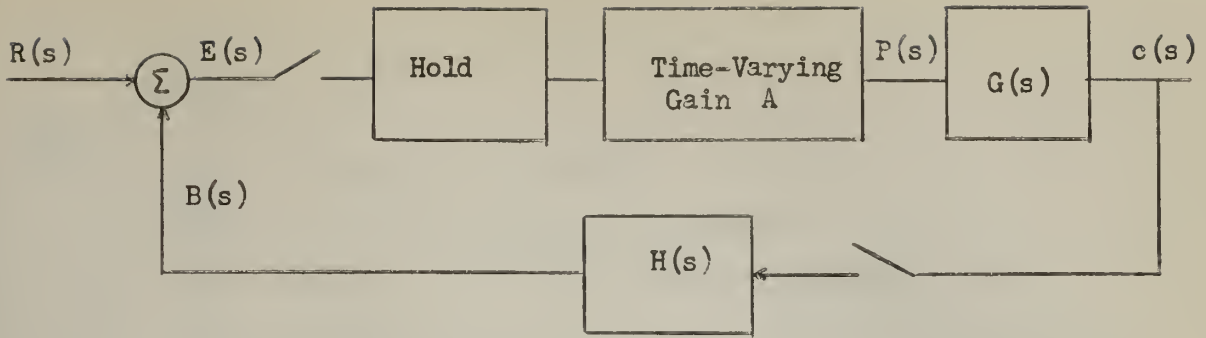 R(s)
Σ
E(s)
Hold
Time-Varying
Gain A
P(s)
G(s)
c(s)
B(s)
H(s)